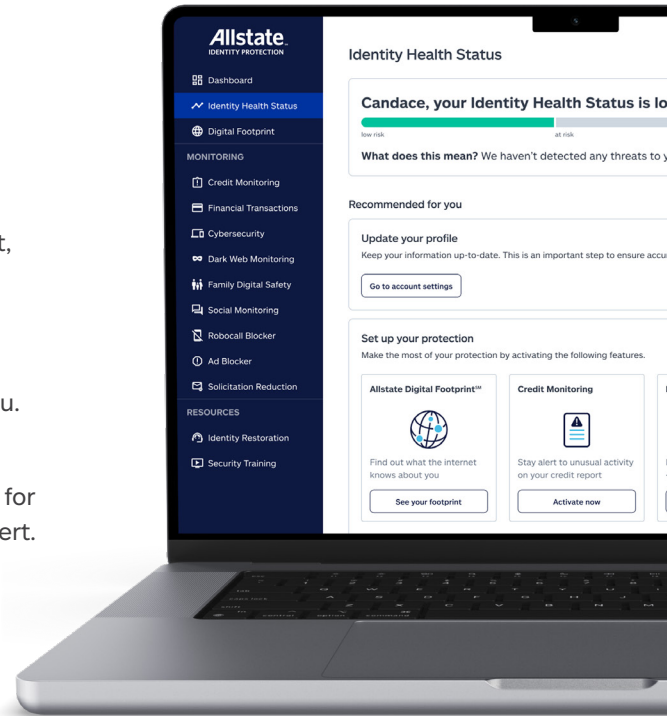 t,
u.
for
ert.
Allstate
IDENTITY PROTECTION
Dashboard
Identity Health Status
Digital Footprint
MONITORING
Credit Monitoring
Financial Transactions
Cybersecurity
Dark Web Monitoring
Family Digital Safety
Social Monitoring
Robocall Blocker
Ad Blocker
Solicitation Reduction
RESOURCES
Identity Restoration
Security Training
Identity Health Status
Candace, your Identity Health Status is lo
low risk
at risk
What does this mean? We haven't detected any threats to y
Recommended for you
Update your profile
Keep your information up-to-date. This is an important step to ensure accu
Go to account settings
Set up your protection
Make the most of your protection by activating the following features.
Allstate Digital Footprint℠
Find out what the internet
knows about you
See your footprint
Credit Monitoring
Stay alert to unusual activity
on your credit report
Activate now
tab
caps lock
control
option
command